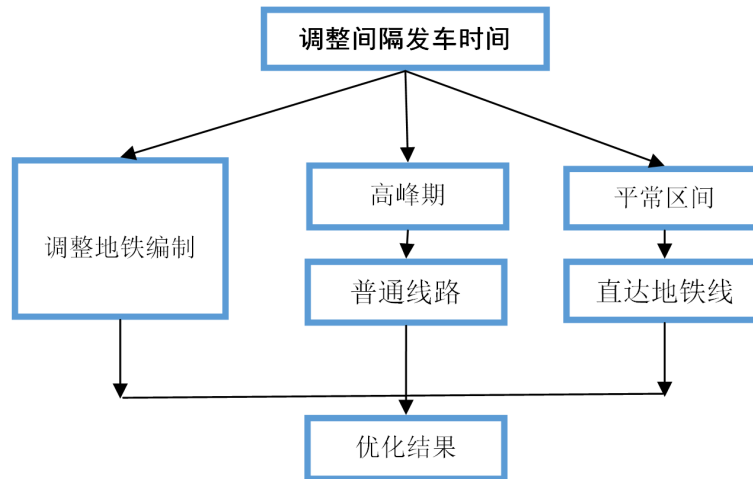 调整间隔发车时间
调整地铁编制
高峰期
平常区间
普通线路
直达地铁线
优化结果